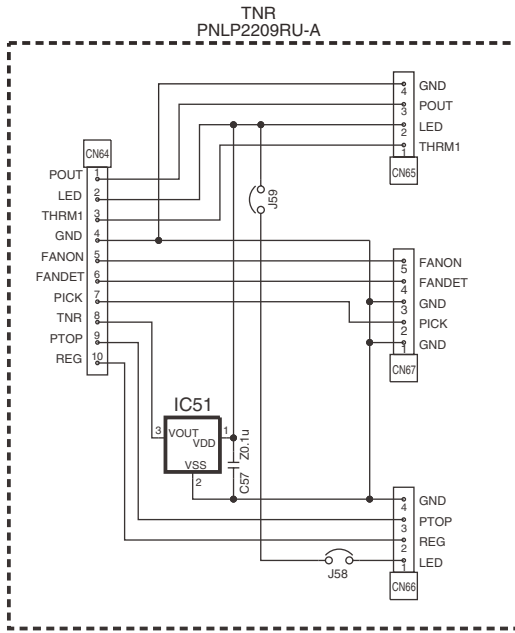 TNR
PNLP2209RU-A
CN64
POUT 1
LED 2
THRM1 3
GND 4
FANON 5
FANDET 6
PICK 7
TNR 8
PTOP 9
REG 10
4 GND
3 POUT
2 LED
1 THRM1
CN65
J59
5 FANON
4 FANDET
3 GND
2 PICK
1 GND
CN67
IC51
3 VOUT
VDD 1
VSS
2
C57 Z0.1u
4 GND
3 PTOP
2 REG
1 LED
CN66
J58